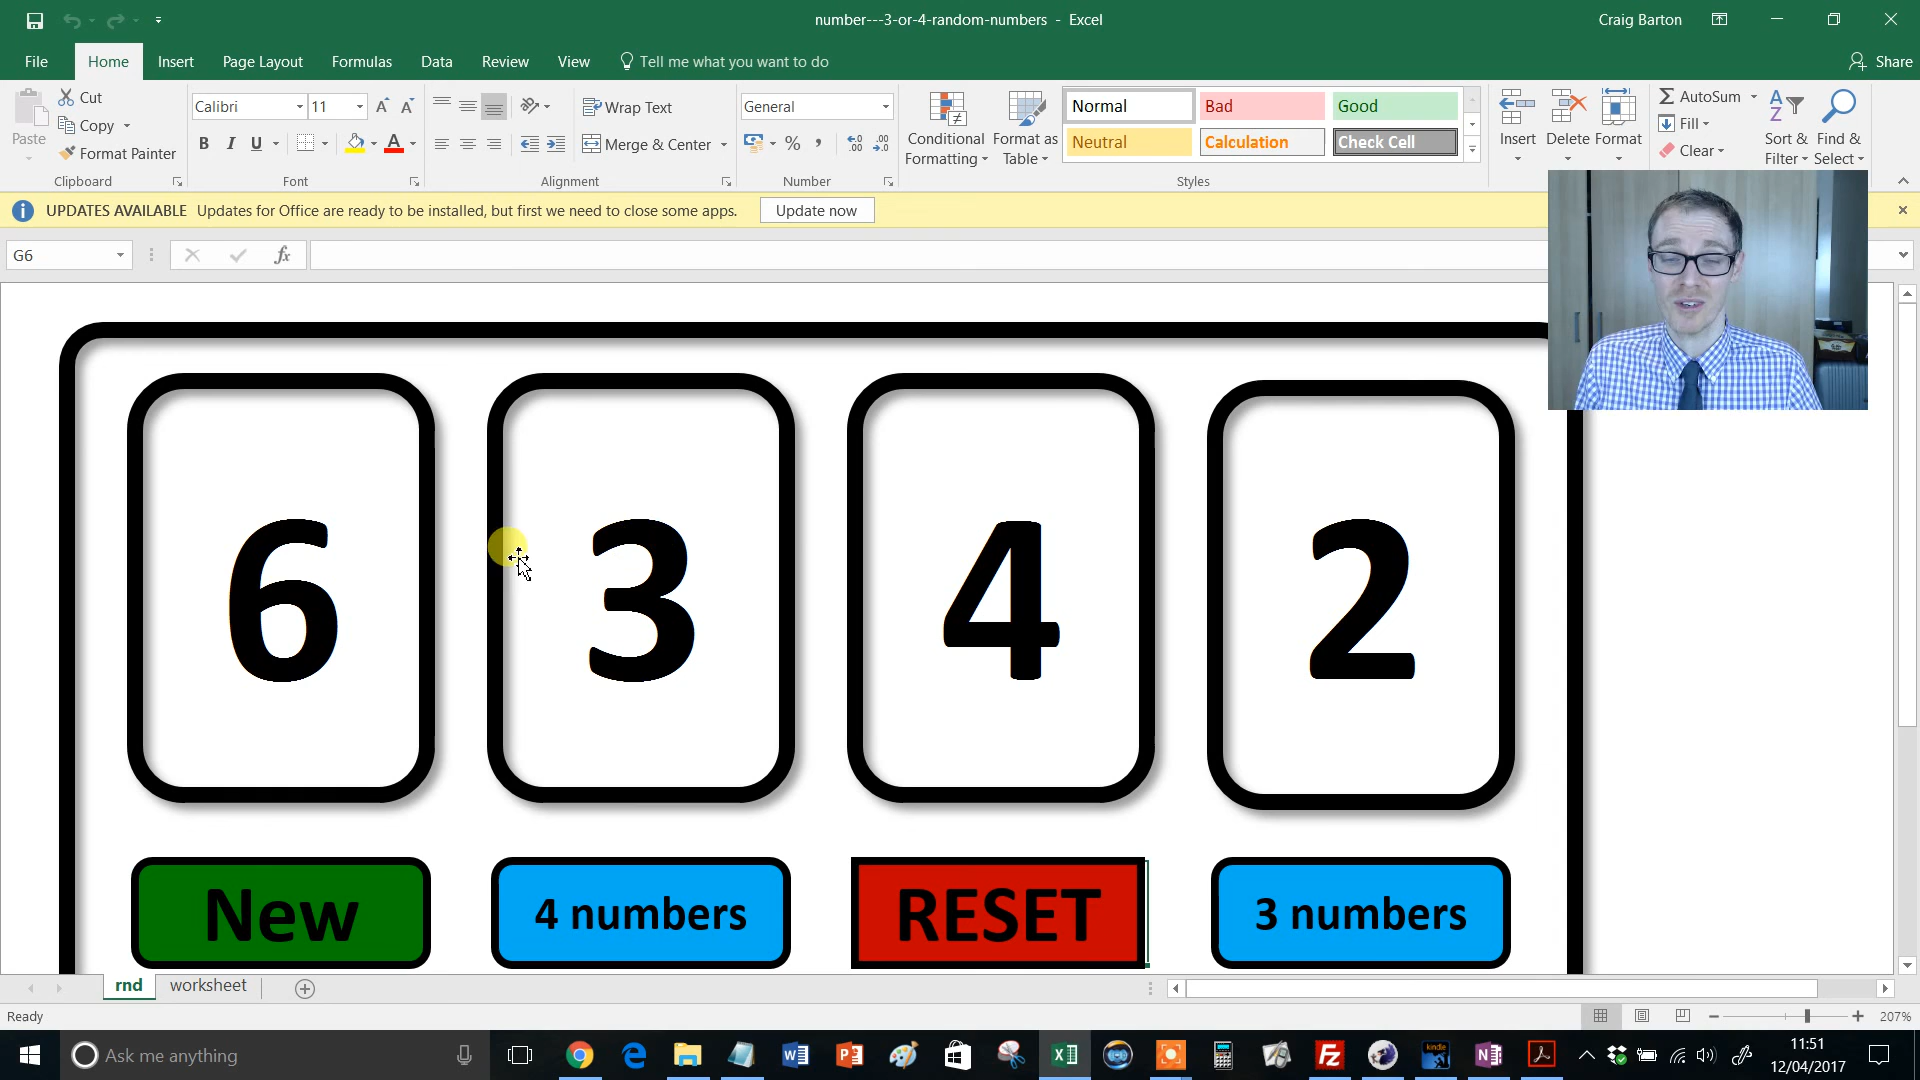 number---3-or-4-random-numbers - Excel
Craig Barton
File Home Insert Page Layout Formulas Data Review View Tell me what you want to do
Share
Paste
Cut
Copy
Format Painter
Clipboard
Calibri 11
B I U
Font
Wrap Text
Merge & Center
Alignment
General
%
Number
Conditional Formatting
Format as Table
Normal Bad Good
Neutral Calculation Check Cell
Styles
Insert Delete Format
AutoSum
Fill
Clear
Sort & Filter
Find & Select
UPDATES AVAILABLE Updates for Office are ready to be installed, but first we need to close some apps. Update now
G6
fx
6 3 4 2
New 4 numbers RESET 3 numbers
rnd worksheet
Ready
207%
Ask me anything
11:51
12/04/2017